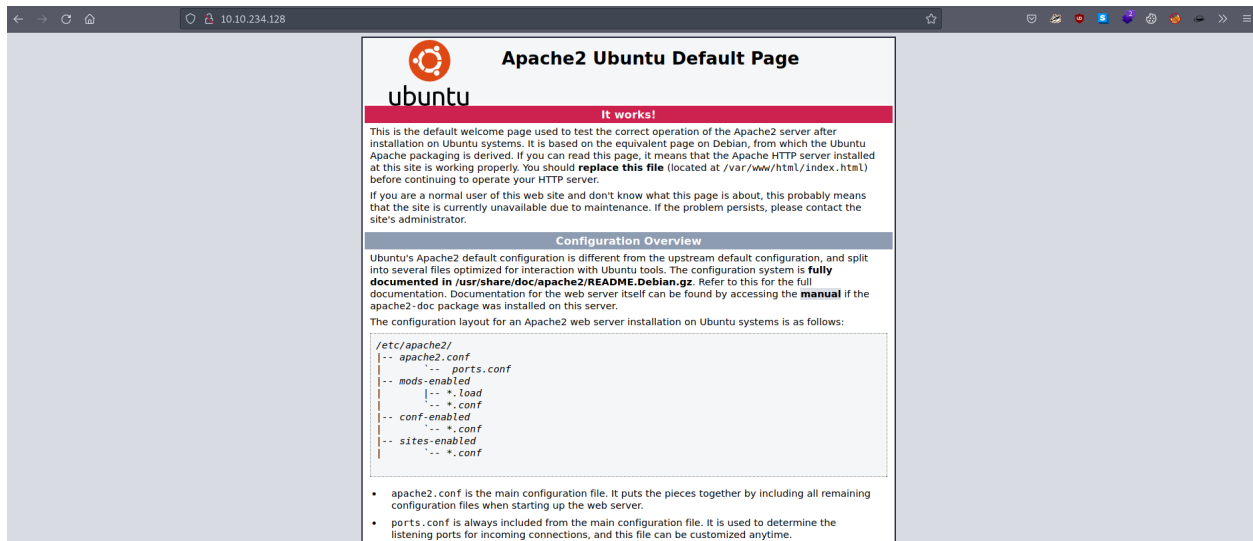 10.10.234.128
2
ubuntu
Apache2 Ubuntu Default Page
It works!
This is the default welcome page used to test the correct operation of the Apache2 server after
installation on Ubuntu systems. It is based on the equivalent page on Debian, from which the Ubuntu
Apache packaging is derived. If you can read this page, it means that the Apache HTTP server installed
at this site is working properly. You should replace this file (located at /var/www/html/index.html)
before continuing to operate your HTTP server.
If you are a normal user of this web site and don't know what this page is about, this probably means
that the site is currently unavailable due to maintenance. If the problem persists, please contact the
site's administrator.
Configuration Overview
Ubuntu's Apache2 default configuration is different from the upstream default configuration, and split
into several files optimized for interaction with Ubuntu tools. The configuration system is fully
documented in /usr/share/doc/apache2/README.Debian.gz. Refer to this for the full
documentation. Documentation for the web server itself can be found by accessing the manual if the
apache2-doc package was installed on this server.
The configuration layout for an Apache2 web server installation on Ubuntu systems is as follows:
/etc/apache2/
|-- apache2.conf
|       `--  ports.conf
|-- mods-enabled
|       |-- *.load
|       `-- *.conf
|-- conf-enabled
|       `-- *.conf
|-- sites-enabled
|       `-- *.conf
• apache2.conf is the main configuration file. It puts the pieces together by including all remaining
configuration files when starting up the web server.
• ports.conf is always included from the main configuration file. It is used to determine the
listening ports for incoming connections, and this file can be customized anytime.